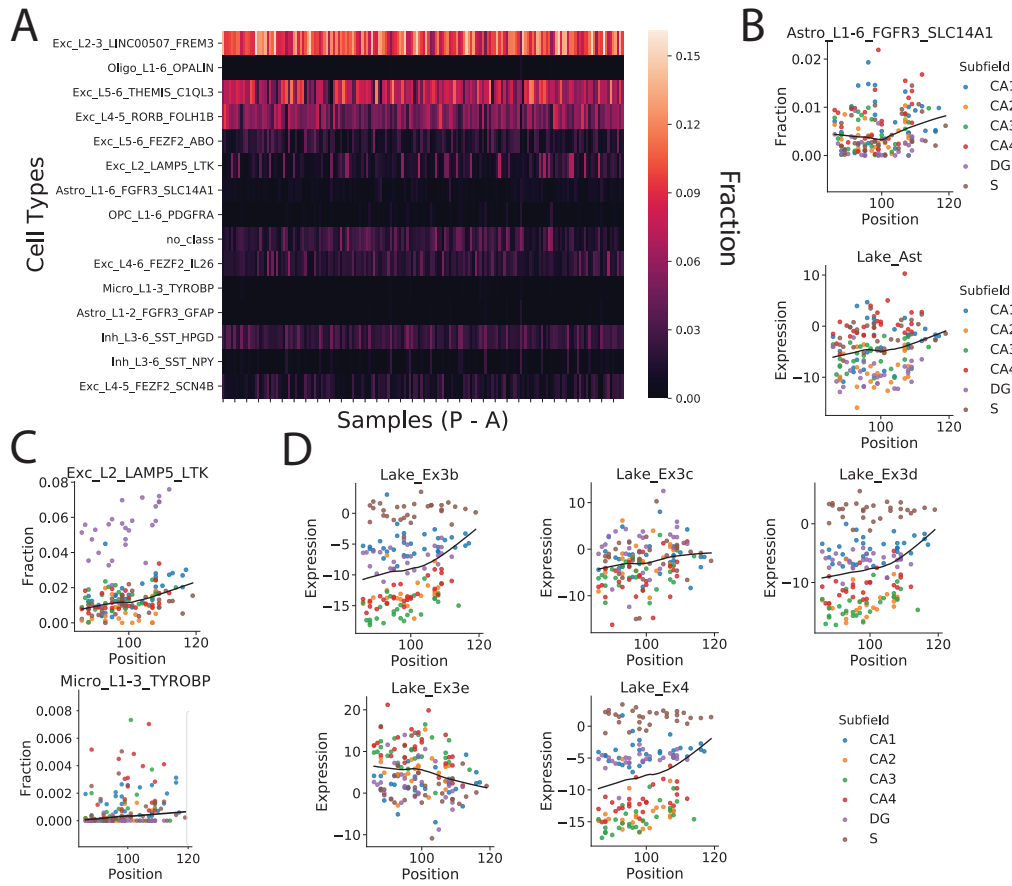 A
Exc_L2-3_LINC00507_FREM3
Oligo_L1-6_OPALIN
Exc_L5-6_THEMIS_C1QL3
Exc_L4-5_RORB_FOLH1B
Exc_L5-6_FEZF2_ABO
Exc_L2_LAMP5_LTK
Astro_L1-6_FGFR3_SLC14A1
OPC_L1-6_PDGFRA
no_class
Exc_L4-6_FEZF2_IL26
Micro_L1-3_TYROBP
Astro_L1-2_FGFR3_GFAP
Inh_L3-6_SST_HPGD
Inh_L3-6_SST_NPY
Exc_L4-5_FEZF2_SCN4B
Cell Types
Samples (P - A)
0.15
0.12
0.09
0.06
0.03
0.00
Fraction
B
Astro_L1-6_FGFR3_SLC14A1
0.02
0.01
0.00
Fraction
100
120
Position
Subfield
CA1
CA2
CA3
CA4
DG
S
Lake_Ast
10
0
−10
Expression
100
120
Position
Subfield
CA1
CA2
CA3
CA4
DG
S
C
Exc_L2_LAMP5_LTK
0.08
0.06
0.04
0.02
0.00
Fraction
100
120
Position
Micro_L1-3_TYROBP
0.008
0.006
0.004
0.002
0.000
Fraction
100
120
Position
D
Lake_Ex3b
0
−5
−10
−15
Expression
100
120
Position
Lake_Ex3c
10
0
−10
Expression
100
120
Position
Lake_Ex3d
0
−10
Expression
100
120
Position
Lake_Ex3e
20
10
0
−10
Expression
100
120
Position
Lake_Ex4
0
−5
−10
−15
Expression
100
120
Position
Subfield
CA1
CA2
CA3
CA4
DG
S